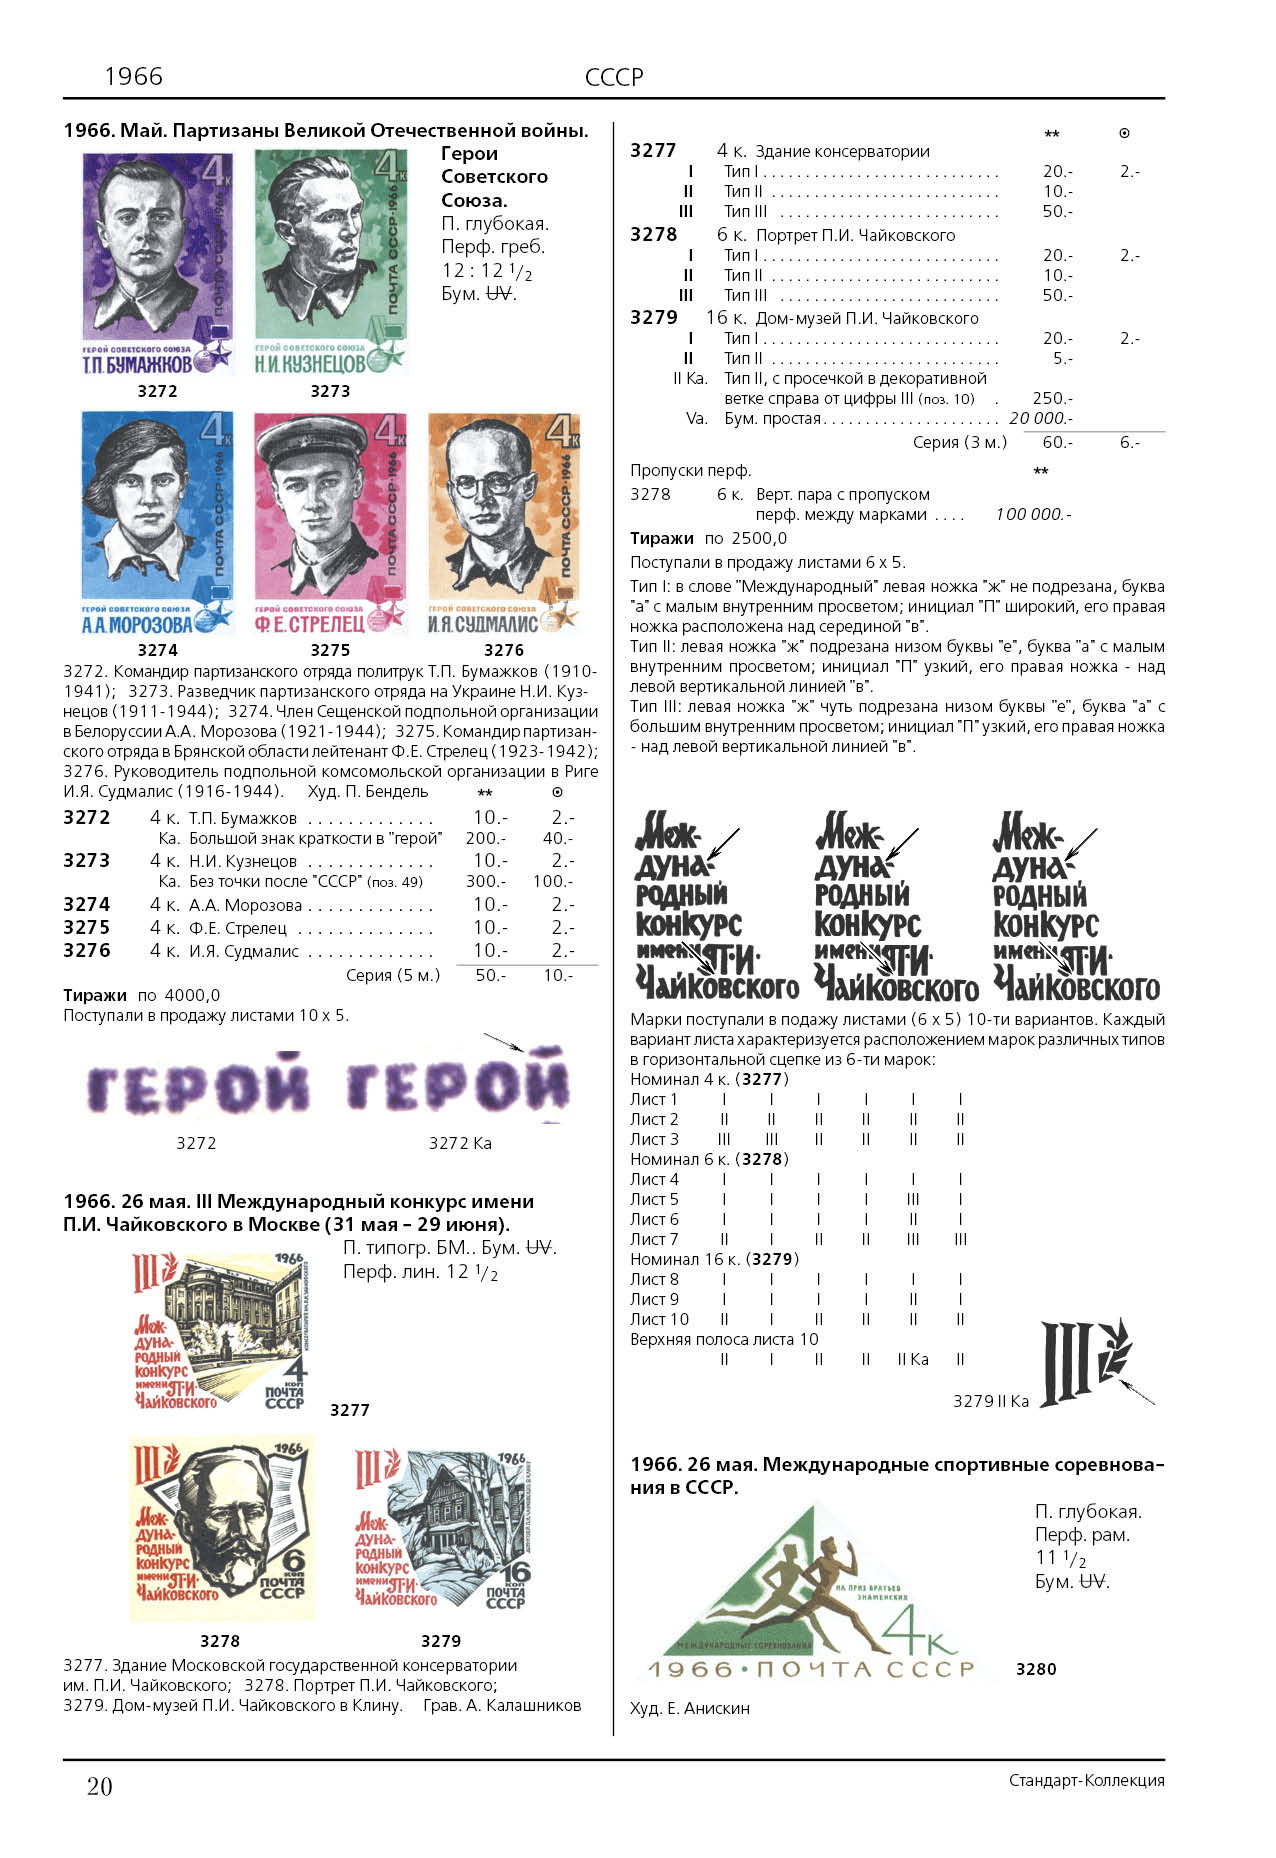 1966
СССР
1966. Май. Партизаны Великой Отечественной войны.
Герои
Советского
Союза.
П. глубокая.
Перф. греб.
12 : 12 1/2
Бум. UV.
4к
ПОЧТА СССР·1966
ГЕРОЙ СОВЕТСКОГО СОЮЗА
Т.П. БУМАЖКОВ
4к
ПОЧТА СССР·1966
ГЕРОЙ СОВЕТСКОГО СОЮЗА
Н.И. КУЗНЕЦОВ
3272 3273
4к
ПОЧТА СССР·1966
ГЕРОЙ СОВЕТСКОГО СОЮЗА
А.А. МОРОЗОВА
4к
ПОЧТА СССР·1966
ГЕРОЙ СОВЕТСКОГО СОЮЗА
Ф.Е. СТРЕЛЕЦ
4к
ПОЧТА СССР·1966
ГЕРОЙ СОВЕТСКОГО СОЮЗА
И.Я. СУДМАЛИС
3274 3275 3276
3272. Командир партизанского отряда политрук Т.П. Бумажков (1910-
1941); 3273. Разведчик партизанского отряда на Украине Н.И. Куз-
нецов (1911-1944); 3274. Член Сещенской подпольной организации
в Белоруссии А.А. Морозова (1921-1944); 3275. Командир партизан-
ского отряда в Брянской области лейтенант Ф.Е. Стрелец (1923-1942);
3276. Руководитель подпольной комсомольской организации в Риге
И.Я. Судмалис (1916-1944). Худ. П. Бендель ** ⊙
3272 4 к. Т.П. Бумажков . . . . . . . . . . . . . 10.- 2.-
Ка. Большой знак краткости в "герой" 200.- 40.-
3273 4 к. Н.И. Кузнецов . . . . . . . . . . . . . 10.- 2.-
Ка. Без точки после "СССР" (поз. 49) 300.- 100.-
3274 4 к. А.А. Морозова . . . . . . . . . . . . . 10.- 2.-
3275 4 к. Ф.Е. Стрелец . . . . . . . . . . . . . . 10.- 2.-
3276 4 к. И.Я. Судмалис . . . . . . . . . . . . . 10.- 2.-
Серия (5 м.) 50.- 10.-
Тиражи по 4000,0
Поступали в продажу листами 10 x 5.
ГЕРОЙ ГЕРОЙ
3272 3272 Ка
1966. 26 мая. III Международный конкурс имени
П.И. Чайковского в Москве (31 мая – 29 июня).
П. типогр. БМ.. Бум. UV.
Перф. лин. 12 1/2
III
1966
Меж-
дуна-
родный
конкурс
имени П·И·
Чайковского
4
коп
ПОЧТА
СССР
3277
III
1966
Меж-
дуна-
родный
конкурс
имени П·И·
Чайковского
6
коп
ПОЧТА
СССР
III
1966
Меж-
дуна-
родный
конкурс
имени П·И·
Чайковского
16
коп
ПОЧТА
СССР
3278 3279
3277. Здание Московской государственной консерватории
им. П.И. Чайковского; 3278. Портрет П.И. Чайковского;
3279. Дом-музей П.И. Чайковского в Клину. Грав. А. Калашников
** ⊙
3277 4 к. Здание консерватории
I Тип I . . . . . . . . . . . . . . . . . . . . . . . . . . . . 20.- 2.-
II Тип II . . . . . . . . . . . . . . . . . . . . . . . . . . . 10.-
III Тип III . . . . . . . . . . . . . . . . . . . . . . . . . . 50.-
3278 6 к. Портрет П.И. Чайковского
I Тип I . . . . . . . . . . . . . . . . . . . . . . . . . . . . 20.- 2.-
II Тип II . . . . . . . . . . . . . . . . . . . . . . . . . . . 10.-
III Тип III . . . . . . . . . . . . . . . . . . . . . . . . . . 50.-
3279 16 к. Дом-музей П.И. Чайковского
I Тип I . . . . . . . . . . . . . . . . . . . . . . . . . . . . 20.- 2.-
II Тип II . . . . . . . . . . . . . . . . . . . . . . . . . . . 5.-
II Ка. Тип II, с просечкой в декоративной
ветке справа от цифры III (поз. 10) . 250.-
Va. Бум. простая. . . . . . . . . . . . . . . . . . . . . 20 000.-
Серия (3 м.) 60.- 6.-
Пропуски перф. **
3278 6 к. Верт. пара с пропуском
перф. между марками . . . . 100 000.-
Тиражи по 2500,0
Поступали в продажу листами 6 x 5.
Тип I: в слове "Международный" левая ножка "ж" не подрезана, буква
"а" с малым внутренним просветом; инициал "П" широкий, его правая
ножка расположена над серединой "в".
Тип II: левая ножка "ж" подрезана низом буквы "е", буква "а" с малым
внутренним просветом; инициал "П" узкий, его правая ножка - над
левой вертикальной линией "в".
Тип III: левая ножка "ж" чуть подрезана низом буквы "е", буква "а" с
большим внутренним просветом; инициал "П" узкий, его правая ножка
- над левой вертикальной линией "в".
Меж- Меж- Меж-
дуна- дуна- дуна-
родный родный родный
конкурс конкурс конкурс
имени П·И· имени П·И· имени П·И·
Чайковского Чайковского Чайковского
Марки поступали в подажу листами (6 x 5) 10-ти вариантов. Каждый
вариант листа характеризуется расположением марок различных типов
в горизонтальной сцепке из 6-ти марок:
Номинал 4 к. (3277)
Лист 1 I I I I I I
Лист 2 II II II II II II
Лист 3 III III II II II II
Номинал 6 к. (3278)
Лист 4 I I I I I I
Лист 5 I I I I III I
Лист 6 I I I I II I
Лист 7 II I II II III III
Номинал 16 к. (3279)
Лист 8 I I I I I I
Лист 9 I I I I II I
Лист 10 II I II II II II
Верхняя полоса листа 10
II I II II II Ка II
III
3279 II Ка
1966. 26 мая. Международные спортивные соревнова–
ния в СССР.
П. глубокая.
Перф. рам.
11 1/2
Бум. UV.
НА ПРИЗ БРАТЬЕВ
ЗНАМЕНСКИХ
МЕЖДУНАРОДНЫЕ СОРЕВНОВАНИЯ
4к
1966·ПОЧТА СССР
3280
Худ. Е. Анискин
20
Стандарт-Коллекция